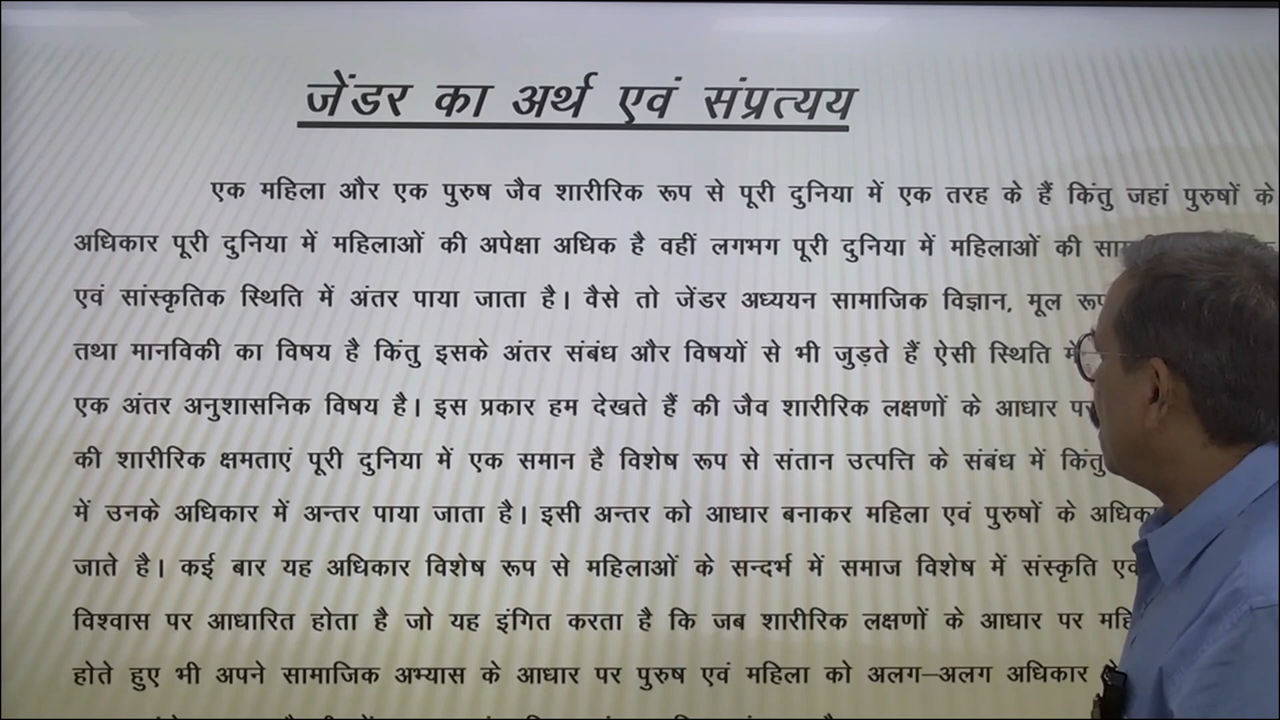 जेंडर का अर्थ एवं संप्रत्यय
एक महिला और एक पुरुष जैव शारीरिक रूप से पूरी दुनिया में एक तरह के हैं किंतु जहां पुरुषों के
अधिकार पूरी दुनिया में महिलाओं की अपेक्षा अधिक है वहीं लगभग पूरी दुनिया में महिलाओं की
एवं सांस्कृतिक स्थिति में अंतर पाया जाता है। वैसे तो जेंडर अध्ययन सामाजिक विज्ञान, मूल
तथा मानविकी का विषय है किंतु इसके अंतर संबंध और विषयों से भी जुड़ते हैं ऐसी स्थिति में
एक अंतर अनुशासनिक विषय है। इस प्रकार हम देखते हैं की जैव शारीरिक लक्षणों के आधार पर
की शारीरिक क्षमताएं पूरी दुनिया में एक समान है विशेष रूप से संतान उत्पत्ति के संबंध में किंतु
में उनके अधिकार में अन्तर पाया जाता है। इसी अन्तर को आधार बनाकर महिला एवं पुरुषों के
जाते है। कई बार यह अधिकार विशेष रूप से महिलाओं के सन्दर्भ में समाज विशेष में संस्कृति
विश्वास पर आधारित होता है जो यह इंगित करता है कि जब शारीरिक लक्षणों के आधार पर
होते हुए भी अपने सामाजिक अभ्यास के आधार पर पुरुष एवं महिला को अलग–अलग अधिकार